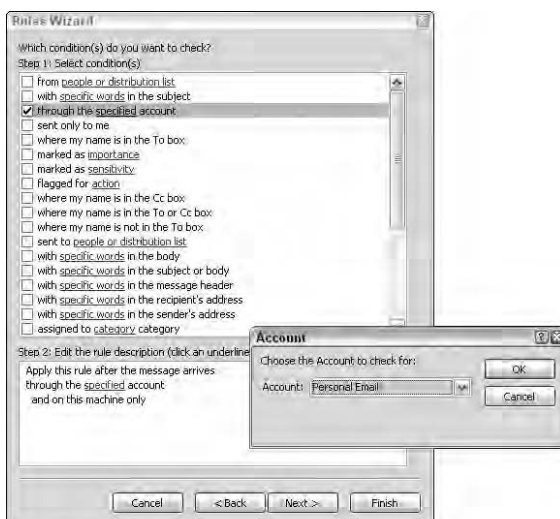 Rules Wizard
Which condition(s) do you want to check?
Step 1: Select condition(s)
from people or distribution list
with specific words in the subject
through the specified account
sent only to me
where my name is in the To box
marked as importance
marked as sensitivity
flagged for action
where my name is in the Cc box
where my name is in the To or Cc box
where my name is not in the To box
sent to people or distribution list
with specific words in the body
with specific words in the subject or body
with specific words in the message header
with specific words in the recipient's address
with specific words in the sender's address
assigned to category category
Step 2: Edit the rule description (click an underline
Apply this rule after the message arrives
through the specified account
and on this machine only
Cancel
< Back
Next >
Finish
Account
Choose the Account to check for:
Account: Personal Email
OK
Cancel